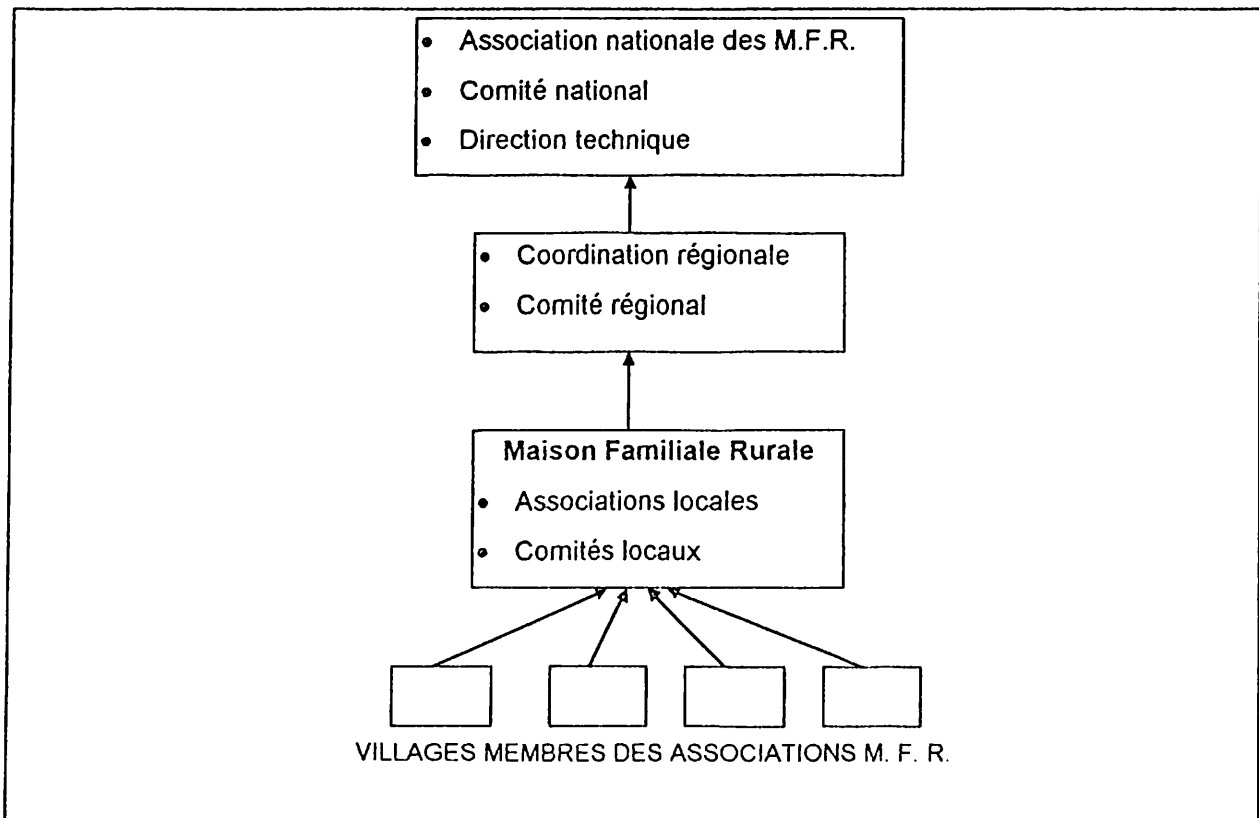 • Association nationale des M.F.R.
• Comité national
• Direction technique
• Coordination régionale
• Comité régional
Maison Familiale Rurale
• Associations locales
• Comités locaux
VILLAGES MEMBRES DES ASSOCIATIONS M. F. R.